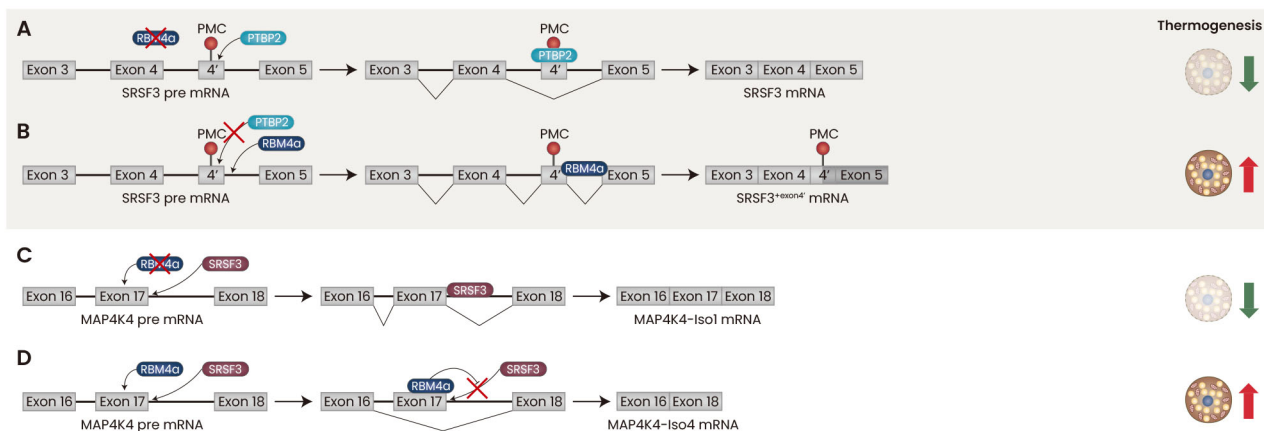 Thermogenesis
A
RBM4a
PMC
PTBP2
Exon 3 Exon 4 4’ Exon 5
SRSF3 pre mRNA
PMC
PTBP2
Exon 3 Exon 4 4’ Exon 5
Exon 3 Exon 4 Exon 5
SRSF3 mRNA
B
PMC
PTBP2
RBM4a
Exon 3 Exon 4 4’ Exon 5
SRSF3 pre mRNA
PMC
RBM4a
Exon 3 Exon 4 4’ Exon 5
PMC
Exon 3 Exon 4 4’ Exon 5
SRSF3+exon4’ mRNA
C
RBM4a
SRSF3
Exon 16 Exon 17 Exon 18
MAP4K4 pre mRNA
SRSF3
Exon 16 Exon 17 Exon 18
Exon 16 Exon 17 Exon 18
MAP4K4-Iso1 mRNA
D
RBM4a
SRSF3
Exon 16 Exon 17 Exon 18
MAP4K4 pre mRNA
SRSF3
RBM4a
Exon 16 Exon 17 Exon 18
Exon 16 Exon 18
MAP4K4-Iso4 mRNA